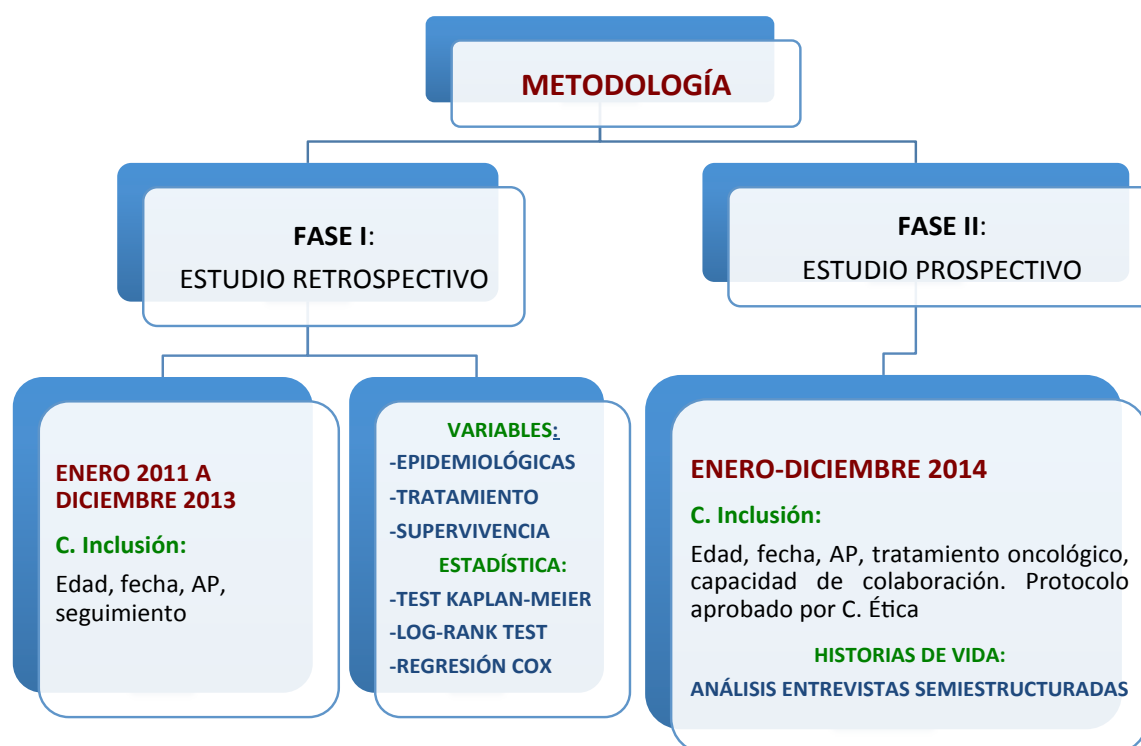 METODOLOGÍA
FASE I:
ESTUDIO RETROSPECTIVO
FASE II:
ESTUDIO PROSPECTIVO
ENERO 2011 A
DICIEMBRE 2013
C. Inclusión:
Edad, fecha, AP,
seguimiento
VARIABLES:
-EPIDEMIOLÓGICAS
-TRATAMIENTO
-SUPERVIVENCIA
ESTADÍSTICA:
-TEST KAPLAN-MEIER
-LOG-RANK TEST
-REGRESIÓN COX
ENERO-DICIEMBRE 2014
C. Inclusión:
Edad, fecha, AP, tratamiento oncológico,
capacidad de colaboración. Protocolo
aprobado por C. Ética
HISTORIAS DE VIDA:
ANÁLISIS ENTREVISTAS SEMIESTRUCTURADAS